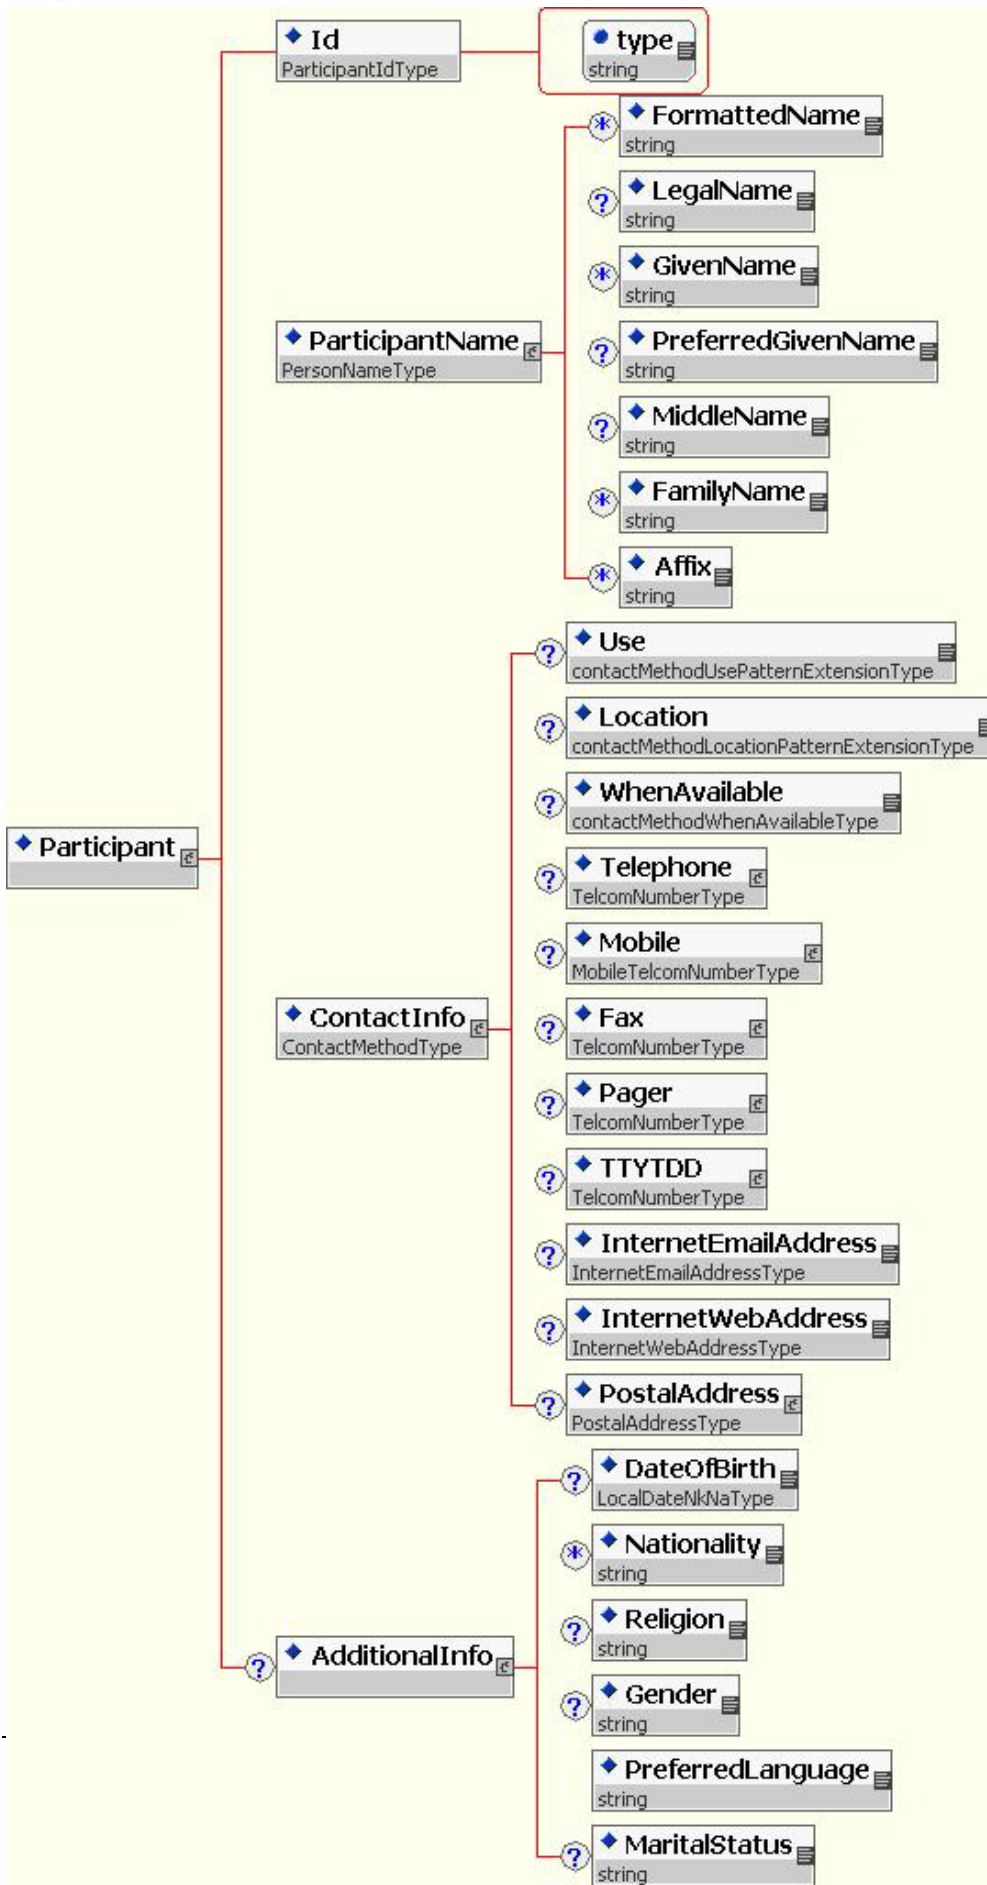 Id
ParticipantIdType
type
string
*
FormattedName
string
?
LegalName
string
*
GivenName
string
ParticipantName
PersonNameType
?
PreferredGivenName
string
?
MiddleName
string
*
FamilyName
string
*
Affix
string
?
Use
contactMethodUsePatternExtensionType
?
Location
contactMethodLocationPatternExtensionType
?
WhenAvailable
contactMethodWhenAvailableType
Participant
?
Telephone
TelcomNumberType
?
Mobile
MobileTelcomNumberType
ContactInfo
ContactMethodType
?
Fax
TelcomNumberType
?
Pager
TelcomNumberType
?
TTYTDD
TelcomNumberType
?
InternetEmailAddress
InternetEmailAddressType
?
InternetWebAddress
InternetWebAddressType
?
PostalAddress
PostalAddressType
?
DateOfBirth
LocalDateNkNaType
*
Nationality
string
?
Religion
string
?
AdditionalInfo
?
Gender
string
PreferredLanguage
string
?
MaritalStatus
string